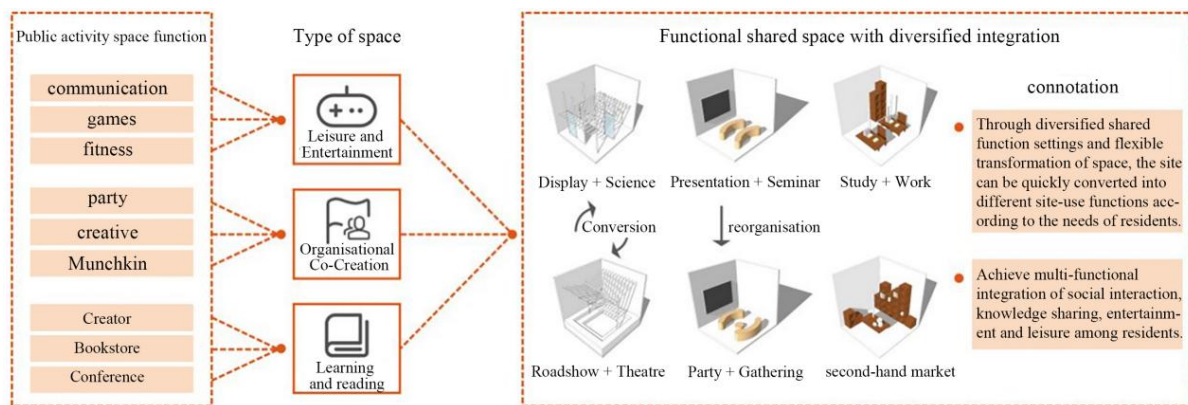 Public activity space function
communication
games
fitness
party
creative
Munchkin
Creator
Bookstore
Conference
Type of space
Leisure and
Entertainment
Organisational
Co-Creation
Learning
and reading
Functional shared space with diversified integration
Display + Science
Presentation + Seminar
Study + Work
Conversion
reorganisation
Roadshow + Theatre
Party + Gathering
second-hand market
connotation
Through diversified shared
function settings and flexible
transformation of space, the site
can be quickly converted into
different site-use functions acc-
ording to the needs of residents.
Achieve multi-functional
integration of social interaction,
knowledge sharing, entertainm-
ent and leisure among residents.